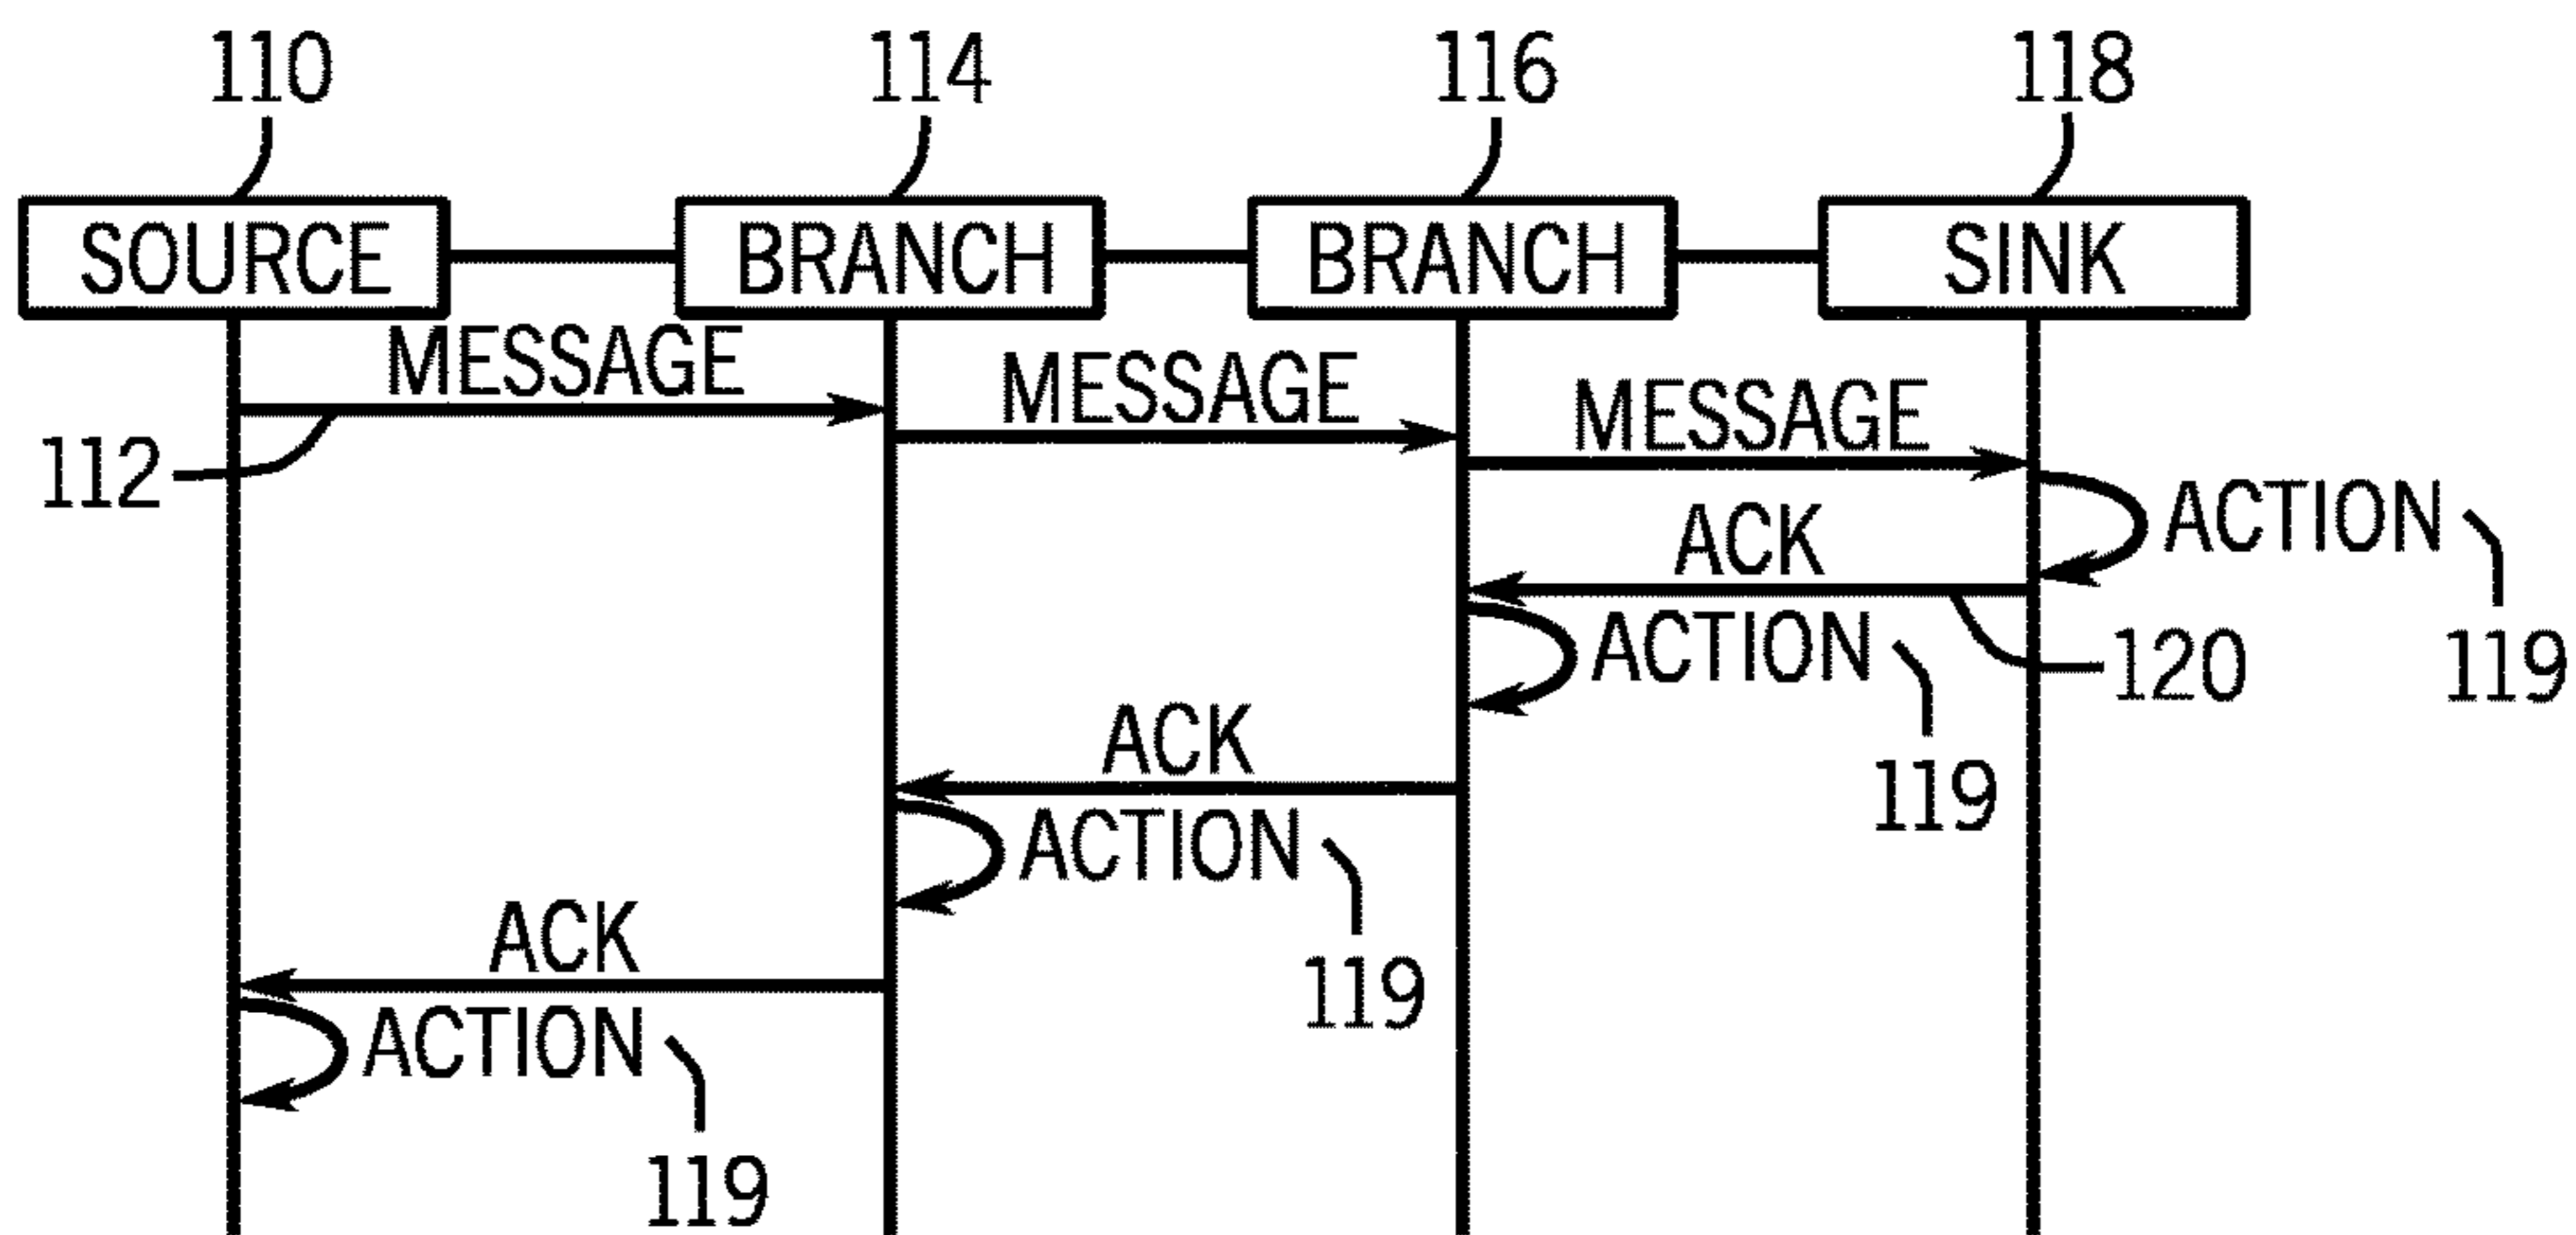 110 114 116 118
SOURCE BRANCH BRANCH SINK
MESSAGE
MESSAGE
MESSAGE
112
ACTION
ACK
ACTION
120
119
ACK
119
ACTION
ACK
119
ACTION
119